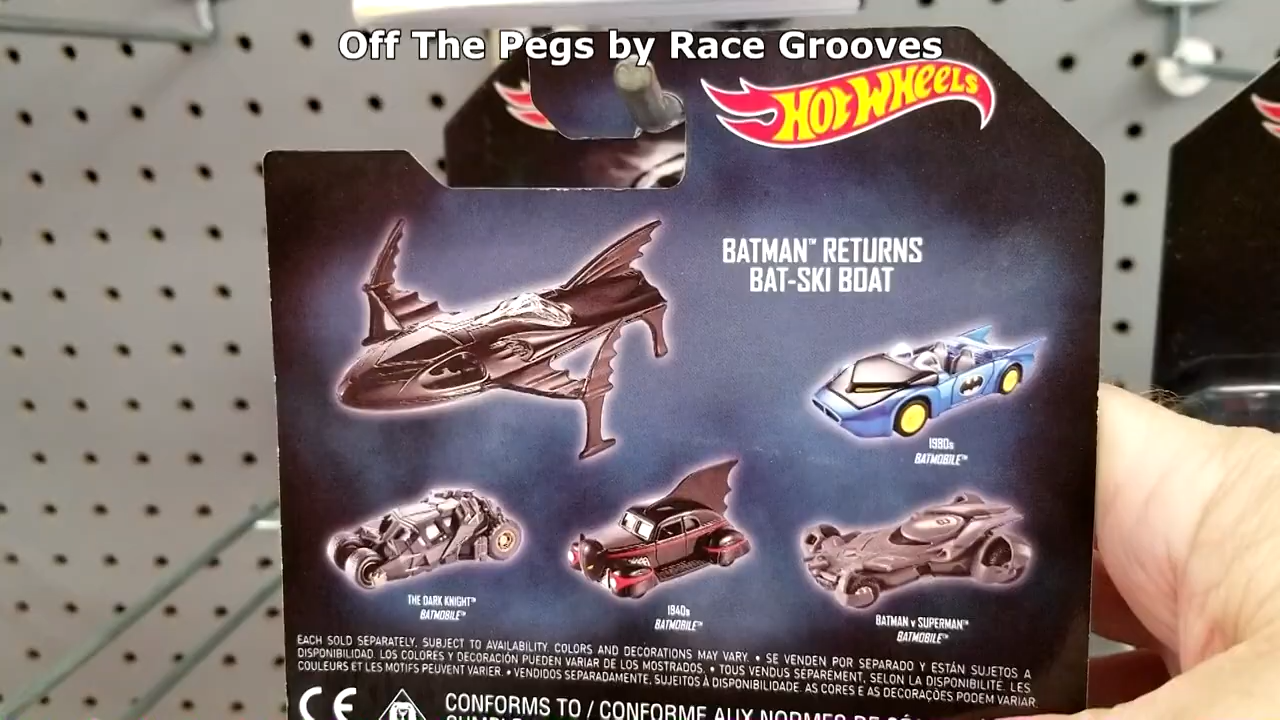 Off The Pegs by Race Grooves
HOT WHEELS
BATMAN™ RETURNS
BAT-SKI BOAT
1980s
BATMOBILE™
THE DARK KNIGHT™
BATMOBILE™
1940s
BATMOBILE™
BATMAN v SUPERMAN™
BATMOBILE™
EACH SOLD SEPARATELY, SUBJECT TO AVAILABILITY. COLORS AND DECORATIONS MAY VARY. • SE VENDEN POR SEPARADO Y ESTÁN SUJETOS A
DISPONIBILIDAD. LOS COLORES Y DECORACIÓN PUEDEN VARIAR DE LOS MOSTRADOS. • TOUS VENDUS SÉPARÉMENT, SELON LA DISPONIBILITÉ. LES
COULEURS ET LES MOTIFS PEUVENT VARIER. • VENDIDOS SEPARADAMENTE, SUJEITOS À DISPONIBILIDADE. AS CORES E AS DECORAÇÕES PODEM VARIAR.
CE
CONFORMS TO / CONFORME AUX NORMES DE